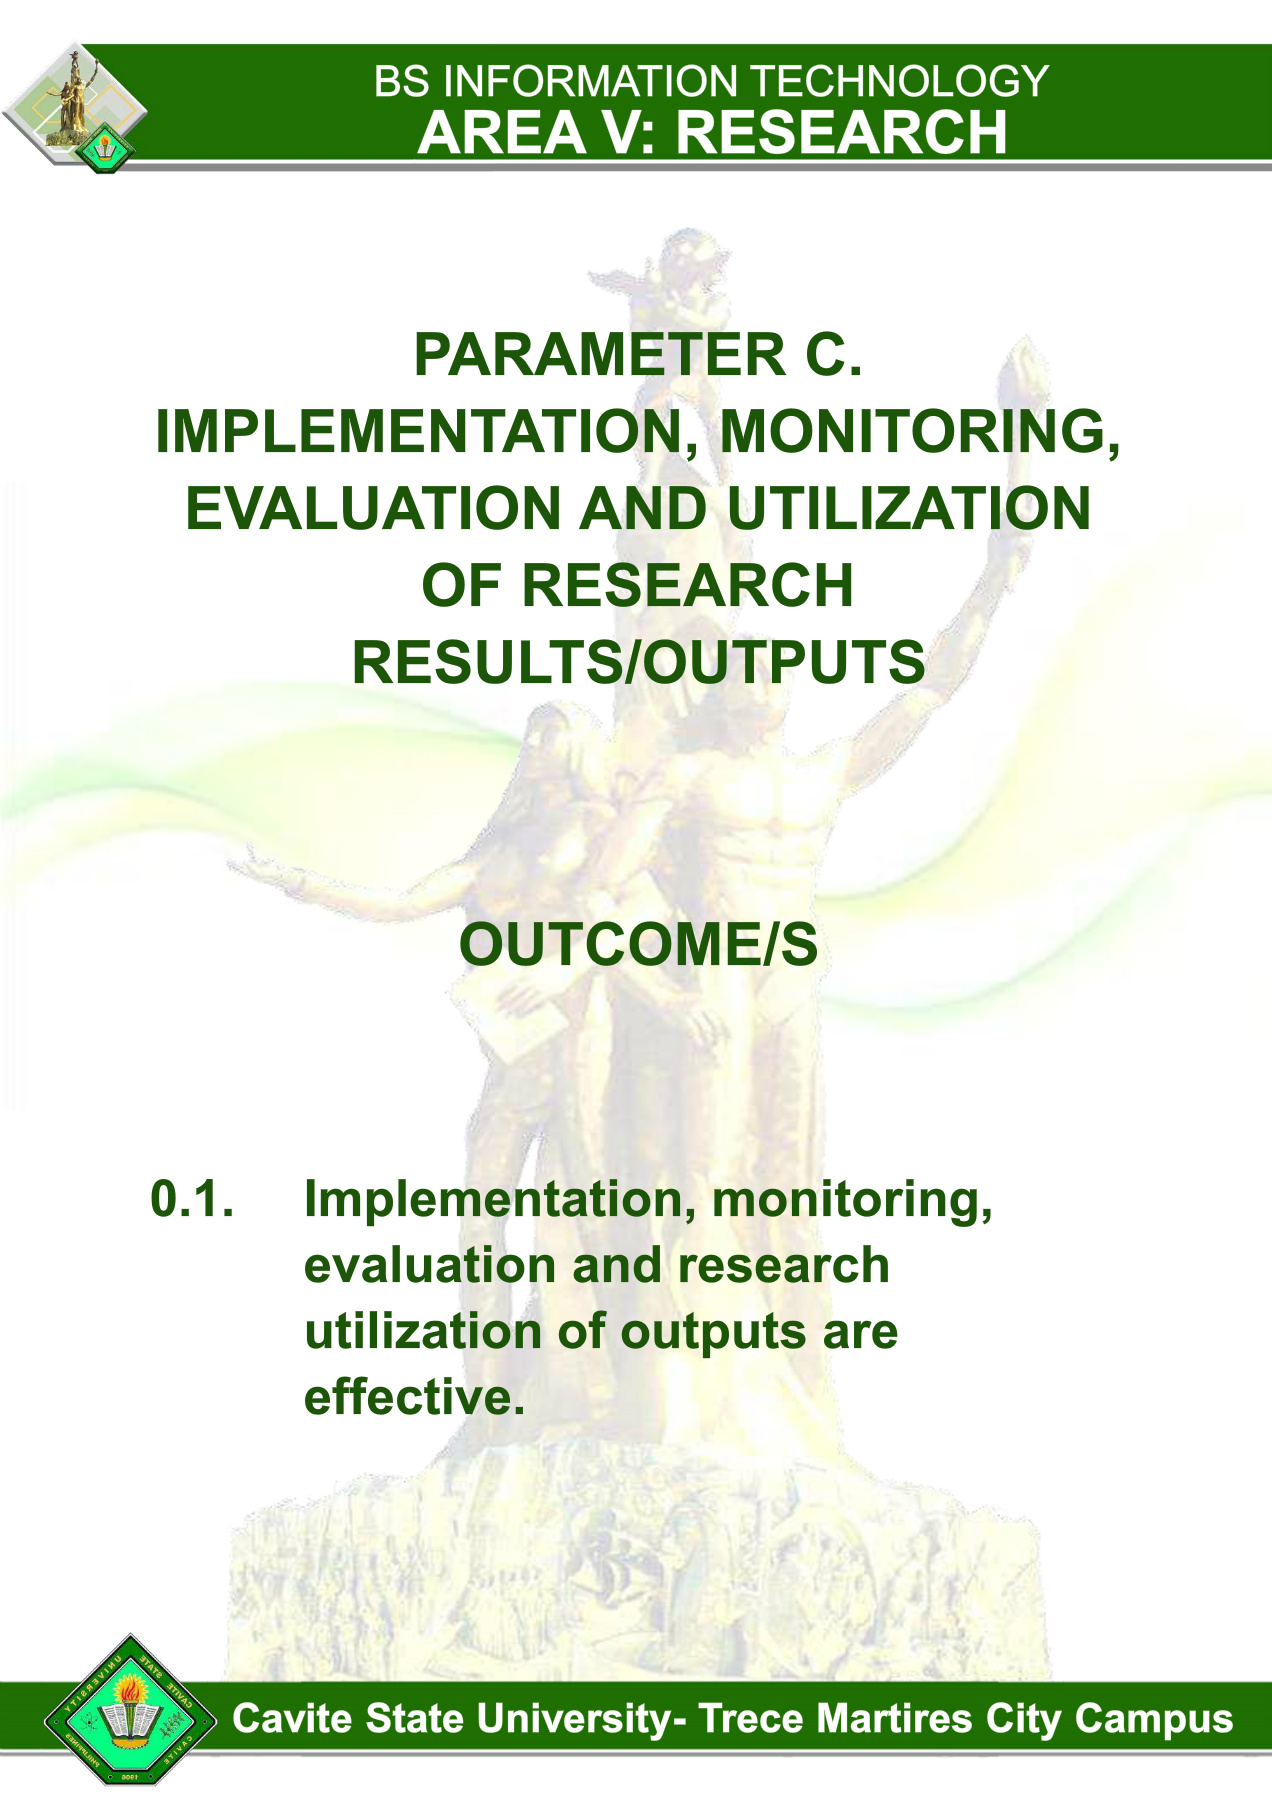 BS INFORMATION TECHNOLOGY
AREA V: RESEARCH
PARAMETER C.
IMPLEMENTATION, MONITORING,
EVALUATION AND UTILIZATION
OF RESEARCH
RESULTS/OUTPUTS
OUTCOME/S
0.1. Implementation, monitoring,
evaluation and research
utilization of outputs are
effective.
CAVITE STATE UNIVERSITY
CAVITE
PHILIPPINES
1906
Cavite State University- Trece Martires City Campus